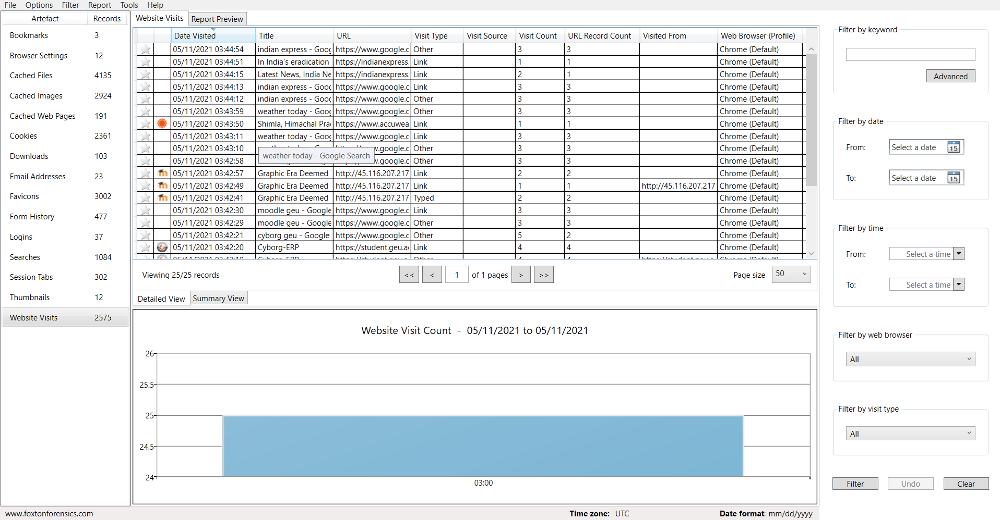 File Options Filter Report Tools Help
Artefact Records
Bookmarks 3
Browser Settings 12
Cached Files 4135
Cached Images 2924
Cached Web Pages 191
Cookies 2361
Downloads 103
Email Addresses 23
Favicons 3002
Form History 477
Logins 37
Searches 1084
Session Tabs 302
Thumbnails 12
Website Visits 2575
Website Visits Report Preview
Date Visited Title URL Visit Type Visit Source Visit Count URL Record Count Visited From Web Browser (Profile)
05/11/2021 03:44:54 indian express - Goog https://www.google.c Other 3 3 Chrome (Default)
05/11/2021 03:44:51 In India's eradication https://indianexpress. Link 1 1 Chrome (Default)
05/11/2021 03:44:15 Latest News, India Ne https://indianexpress. Link 2 1 Chrome (Default)
05/11/2021 03:44:13 indian express - Goog https://www.google.c Link 3 3 Chrome (Default)
05/11/2021 03:44:12 indian express - Goog https://www.google.c Other 3 3 Chrome (Default)
05/11/2021 03:43:59 weather today - Goog https://www.google.c Other 3 3 Chrome (Default)
05/11/2021 03:43:50 Shimla, Himachal Pra https://www.accuwea Link 1 1 Chrome (Default)
05/11/2021 03:43:11 weather today - Goog https://www.google.c Link 3 3 Chrome (Default)
05/11/2021 03:43:10 https://www.google.c Other 3 3 Chrome (Default)
weather today - Google Search
05/11/2021 03:42:58 https://www.google.c Other 3 3 Chrome (Default)
05/11/2021 03:42:57 Graphic Era Deemed http://45.116.207.217 Link 2 2 Chrome (Default)
05/11/2021 03:42:49 Graphic Era Deemed http://45.116.207.217 Link 1 1 http://45.116.207.217 Chrome (Default)
05/11/2021 03:42:41 Graphic Era Deemed http://45.116.207.217 Typed 2 2 Chrome (Default)
05/11/2021 03:42:30 moodle geu - Google https://www.google.c Link 3 3 Chrome (Default)
05/11/2021 03:42:29 moodle geu - Google https://www.google.c Other 3 3 Chrome (Default)
05/11/2021 03:42:21 cyborg geu - Google https://www.google.c Other 5 2 Chrome (Default)
05/11/2021 03:42:20 Cyborg-ERP https://student.geu.a Link 4 4 Chrome (Default)
Viewing 25/25 records << < 1 of 1 pages > >> Page size 50
Detailed View Summary View
Website Visit Count - 05/11/2021 to 05/11/2021
26
25.5
25
24.5
24
03:00
Filter by keyword
Advanced
Filter by date
From: Select a date 15
To: Select a date 15
Filter by time
From: Select a time
To: Select a time
Filter by web browser
All
Filter by visit type
All
Filter Undo Clear
www.foxtonforensics.com Time zone: UTC Date format: mm/dd/yyyy